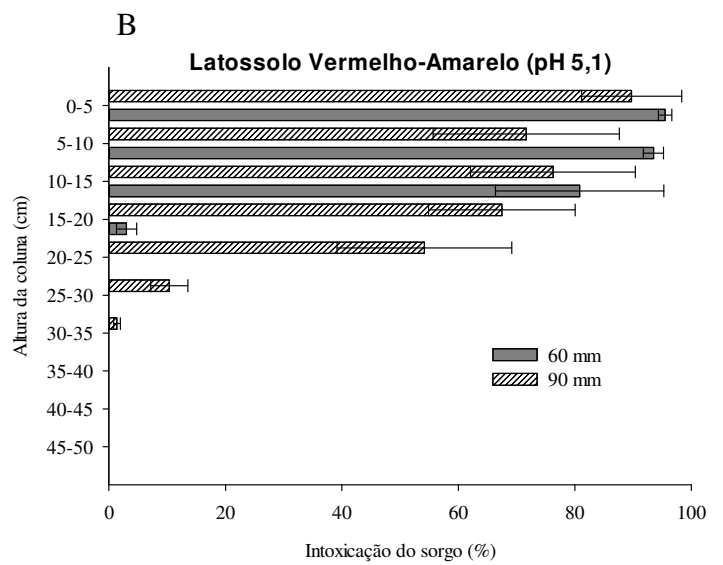 B
Latossolo Vermelho-Amarelo (pH 5,1)
Altura da coluna (cm)
0-5
5-10
10-15
15-20
20-25
25-30
30-35
35-40
40-45
45-50
60 mm
90 mm
0 20 40 60 80 100
Intoxicação do sorgo (%)